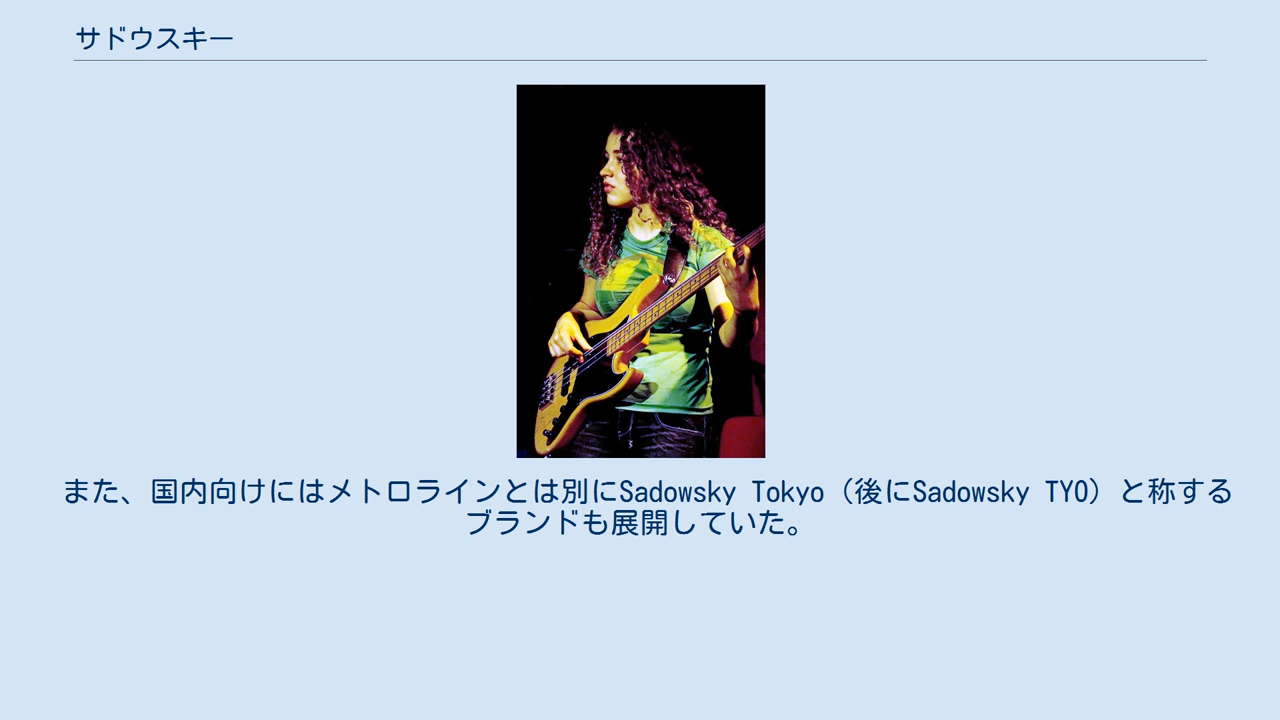 サドウスキー
また、国内向けにはメトロラインとは別にSadowsky Tokyo（後にSadowsky TYO）と称する
ブランドも展開していた。